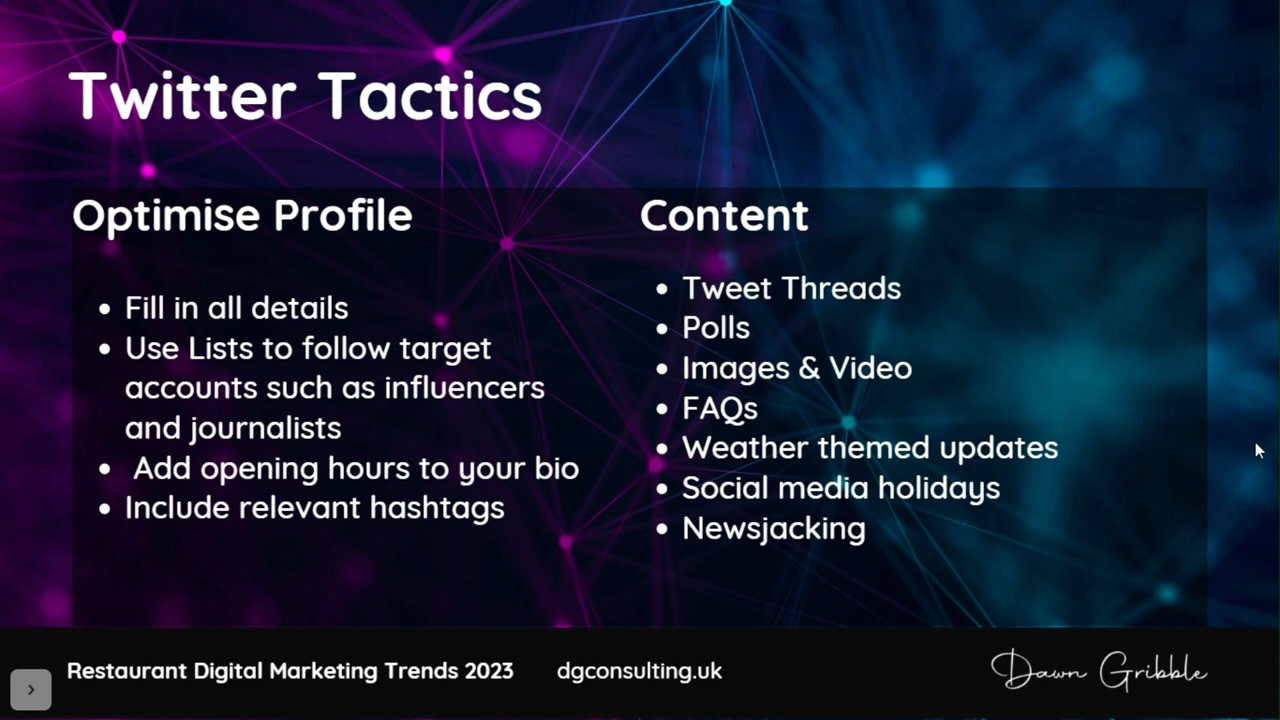 Twitter Tactics
Optimise Profile
• Fill in all details
• Use Lists to follow target
accounts such as influencers
and journalists
• Add opening hours to your bio
• Include relevant hashtags
Content
• Tweet Threads
• Polls
• Images & Video
• FAQs
• Weather themed updates
• Social media holidays
• Newsjacking
Restaurant Digital Marketing Trends 2023
dgconsulting.uk
Dawn Gribble